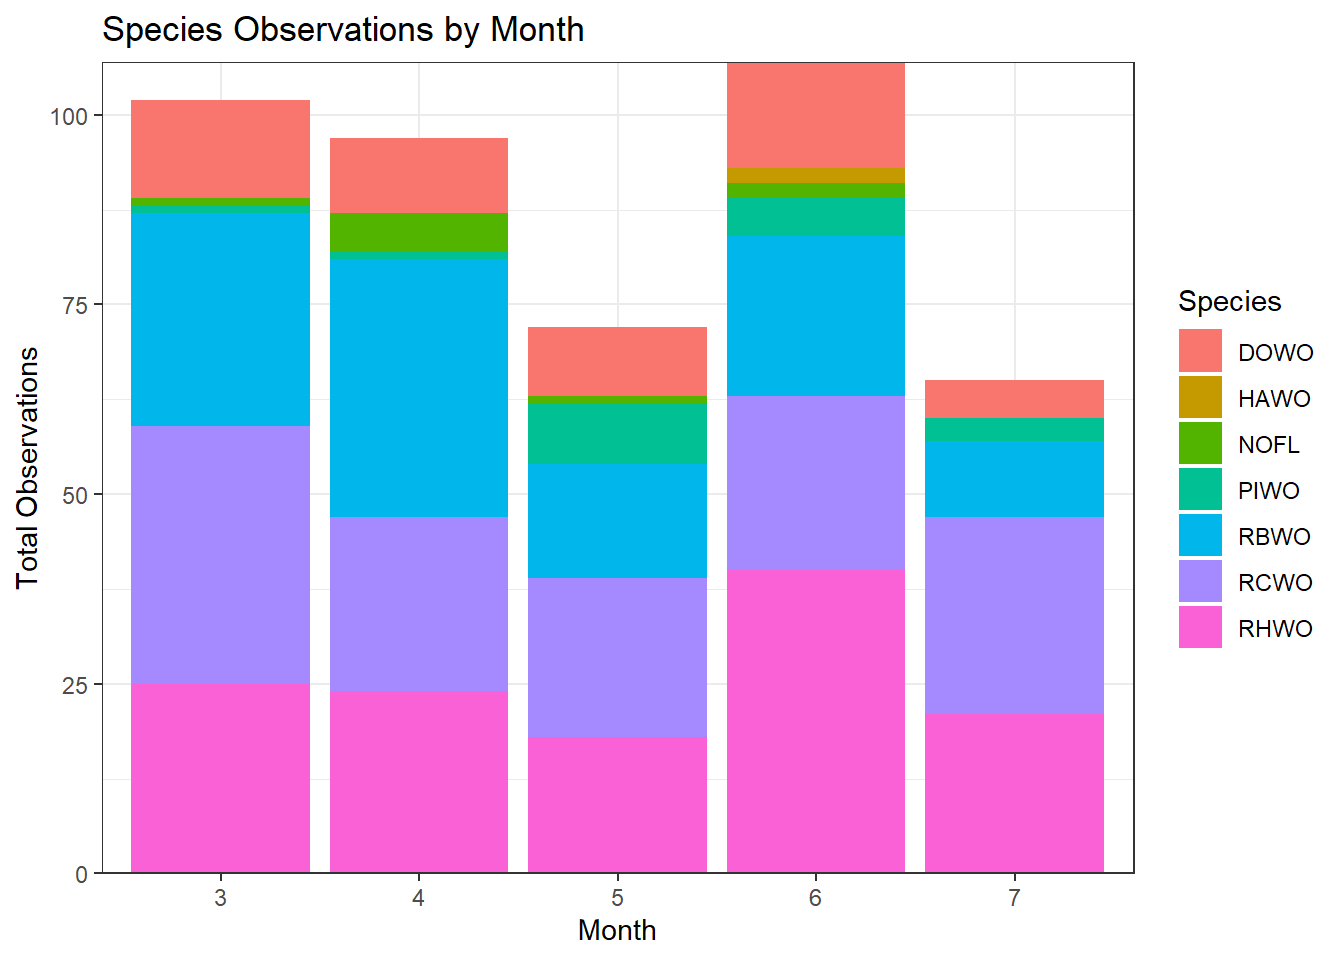 Species Observations by Month
Total Observations
100
75
50
25
0
3 4 5 6 7
Month
Species
DOWO
HAWO
NOFL
PIWO
RBWO
RCWO
RHWO